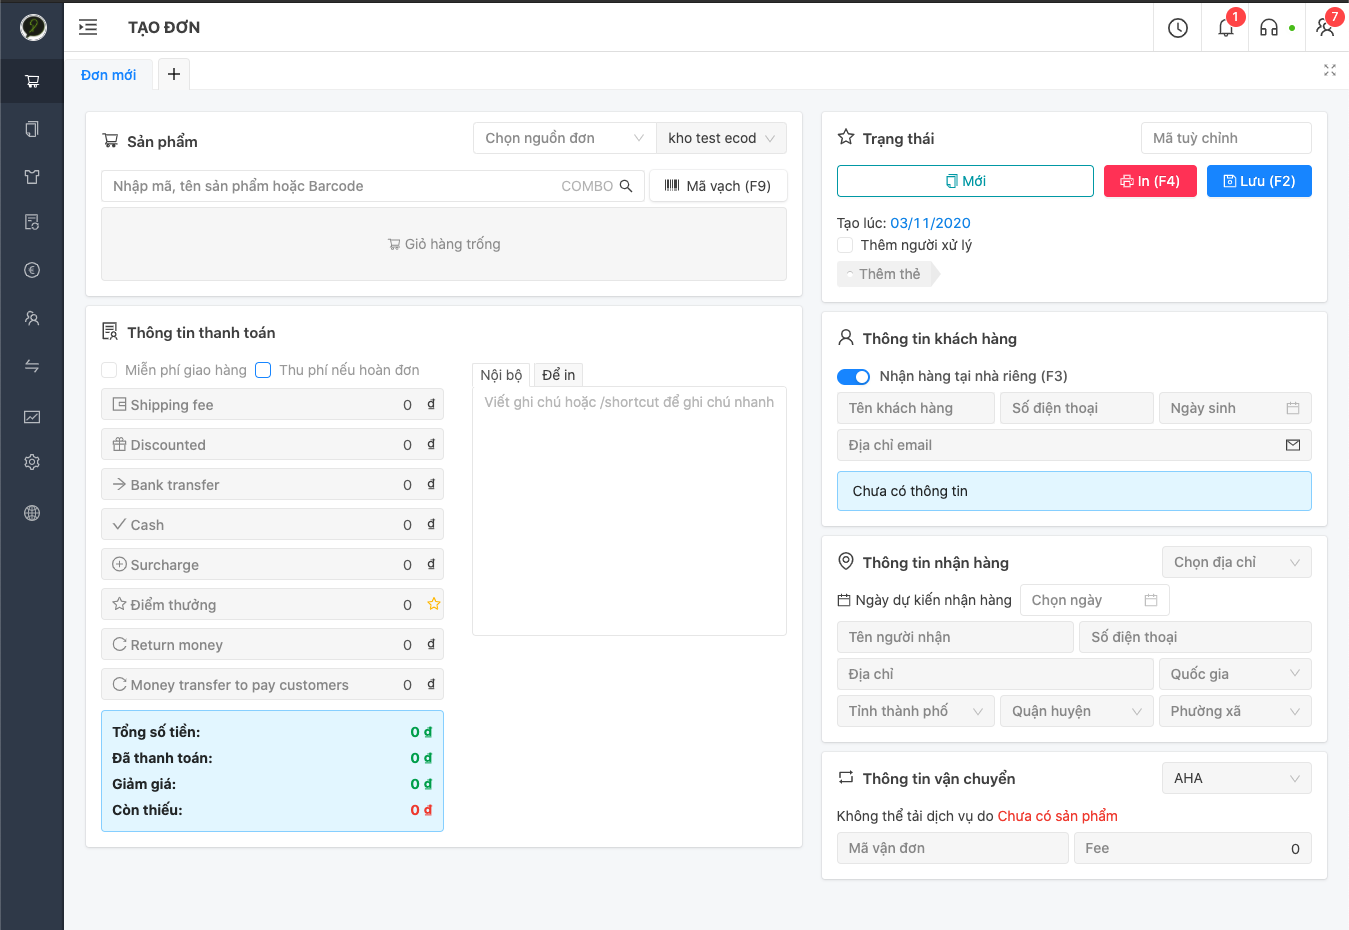 TẠO ĐƠN
1
7
Đơn mới
Sản phẩm
Chọn nguồn đơn
kho test ecod
Nhập mã, tên sản phẩm hoặc Barcode
COMBO
Mã vạch (F9)
Giỏ hàng trống
Thông tin thanh toán
Miễn phí giao hàng
Thu phí nếu hoàn đơn
Shipping fee 0 ₫
Discounted 0 ₫
Bank transfer 0 ₫
Cash 0 ₫
Surcharge 0 ₫
Điểm thưởng 0
Return money 0 ₫
Money transfer to pay customers 0 ₫
Tổng số tiền: 0 ₫
Đã thanh toán: 0 ₫
Giảm giá: 0 ₫
Còn thiếu: 0 ₫
Nội bộ
Để in
Viết ghi chú hoặc /shortcut để ghi chú nhanh
Trạng thái
Mã tuỳ chỉnh
Mới
In (F4)
Lưu (F2)
Tạo lúc: 03/11/2020
Thêm người xử lý
Thêm thẻ
Thông tin khách hàng
Nhận hàng tại nhà riêng (F3)
Tên khách hàng
Số điện thoại
Ngày sinh
Địa chỉ email
Chưa có thông tin
Thông tin nhận hàng
Chọn địa chỉ
Ngày dự kiến nhận hàng
Chọn ngày
Tên người nhận
Số điện thoại
Địa chỉ
Quốc gia
Tỉnh thành phố
Quận huyện
Phường xã
Thông tin vận chuyển
AHA
Không thể tải dịch vụ do Chưa có sản phẩm
Mã vận đơn
Fee 0